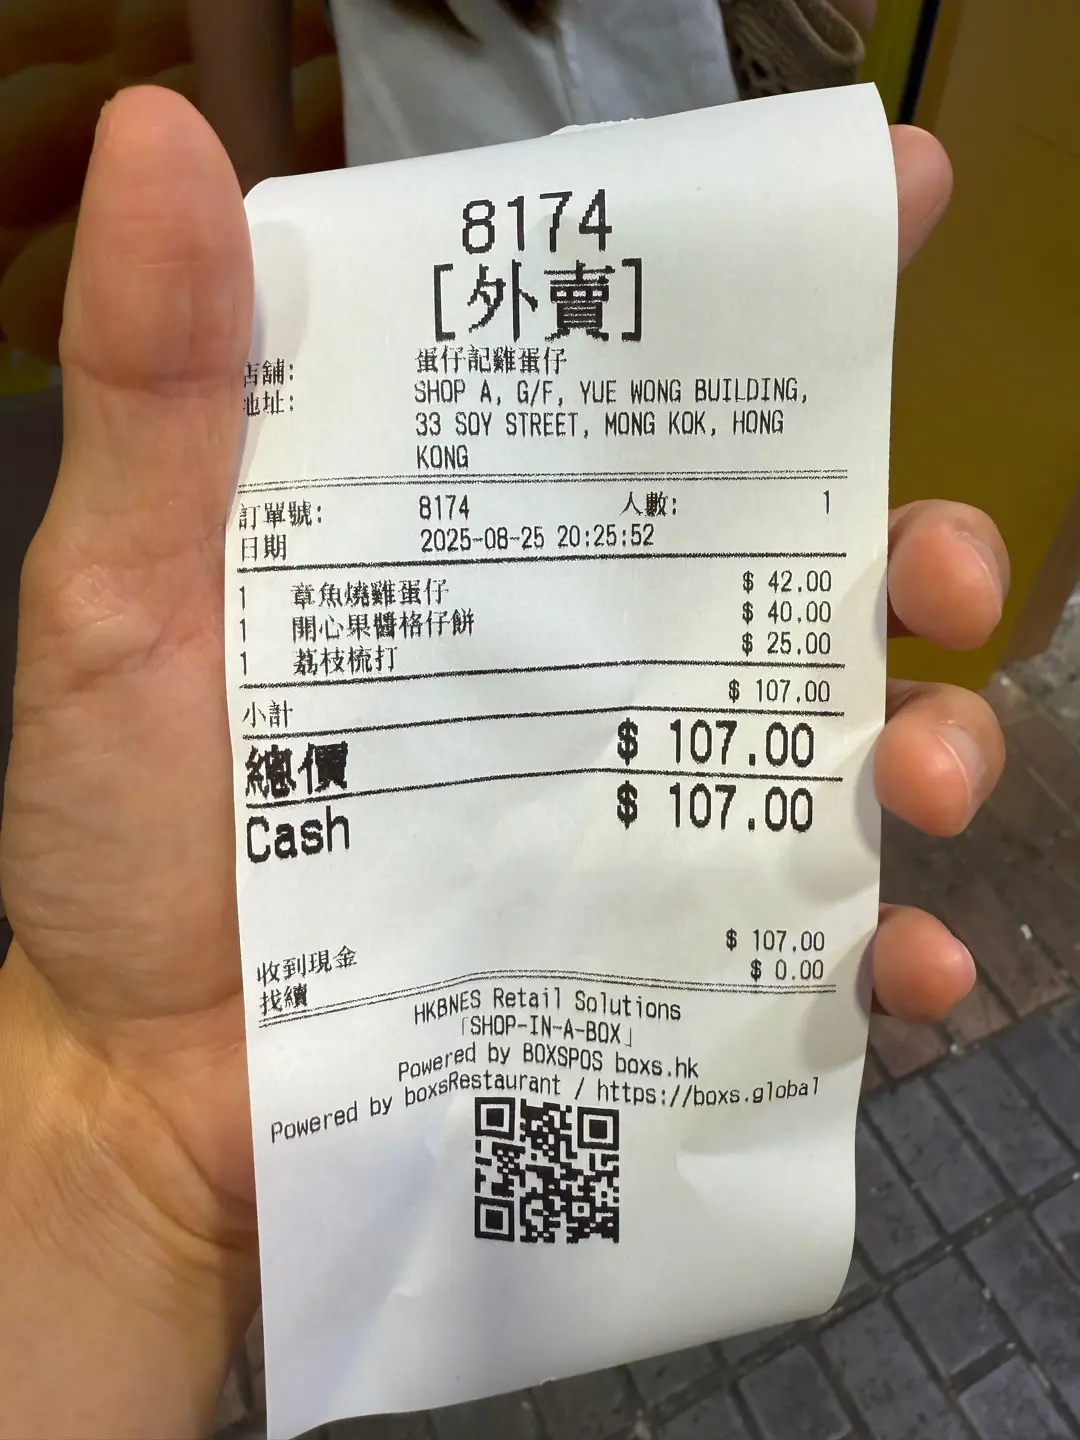 8174
[外賣]
店舖: 蛋仔記雞蛋仔
地址: SHOP A, G/F, YUE WONG BUILDING,
33 SOY STREET, MONG KOK, HONG
KONG
訂單號: 8174 人數: 1
日期 2025-08-25 20:25:52
1 章魚燒雞蛋仔 $ 42.00
1 開心果醬格仔餅 $ 40.00
1 荔枝梳打 $ 25.00
小計 $ 107.00
總價 $ 107.00
Cash $ 107.00
收到現金 $ 107.00
找續 $ 0.00
HKBNES Retail Solutions
「SHOP-IN-A-BOX」
Powered by BOXSPOS boxs.hk
Powered by boxsRestaurant / https://boxs.global